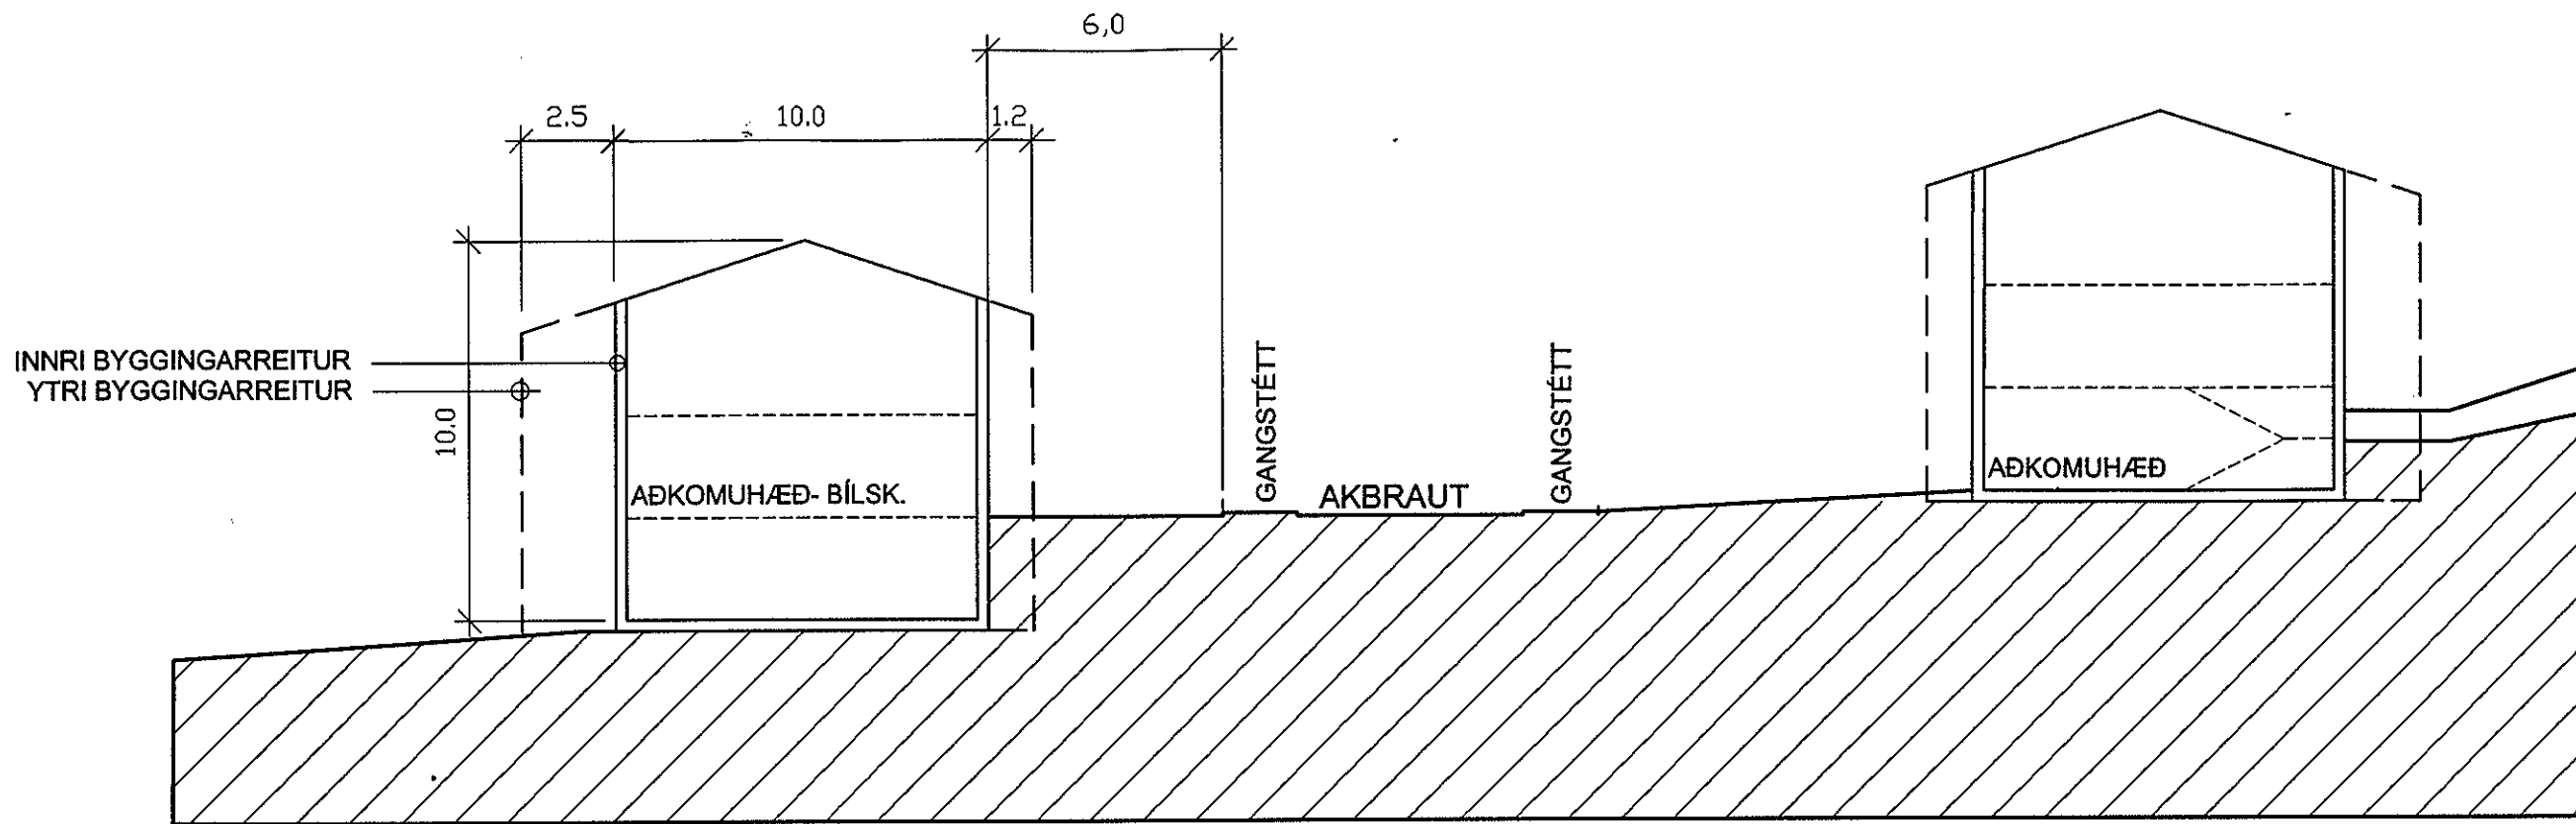 6,0
2.5
10.0
1.2
INNRI BYGGINGARREITUR
YTRI BYGGINGARREITUR
10.0
AÐKOMUHÆÐ- BÍLSK.
GANGSTÉTT
AKBRAUT
GANGSTÉTT
AÐKOMUHÆÐ